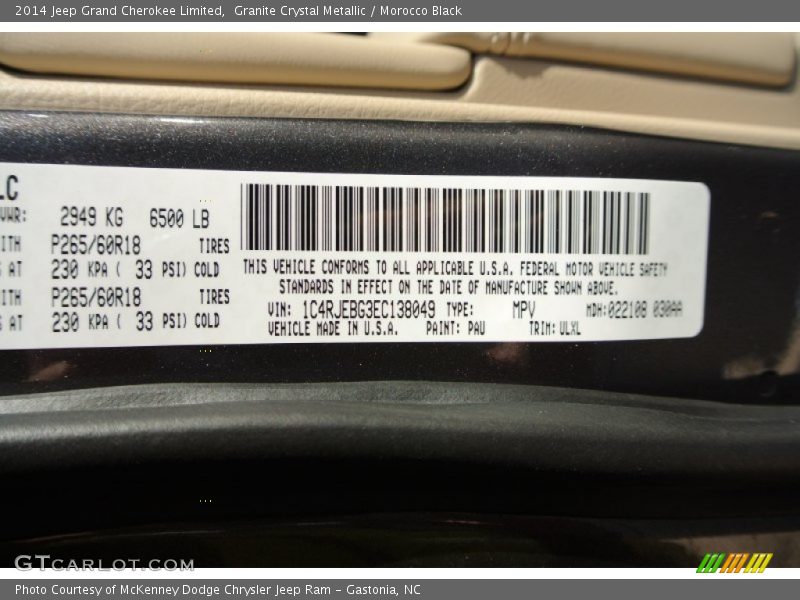 2014 Jeep Grand Cherokee Limited,  Granite Crystal Metallic / Morocco Black
LC
VWR: 2949 KG 6500 LB
ITH P265/60R18 TIRES
S AT 230 KPA ( 33 PSI) COLD
ITH P265/60R18 TIRES
S AT 230 KPA ( 33 PSI) COLD
THIS VEHICLE CONFORMS TO ALL APPLICABLE U.S.A. FEDERAL MOTOR VEHICLE SAFETY
STANDARDS IN EFFECT ON THE DATE OF MANUFACTURE SHOWN ABOVE.
VIN: 1C4RJEBG3EC138049 TYPE: MPV MDH:022108 030AA
VEHICLE MADE IN U.S.A. PAINT: PAU TRIM: ULXL
GTCARLOT.COM
Photo Courtesy of McKenney Dodge Chrysler Jeep Ram – Gastonia, NC